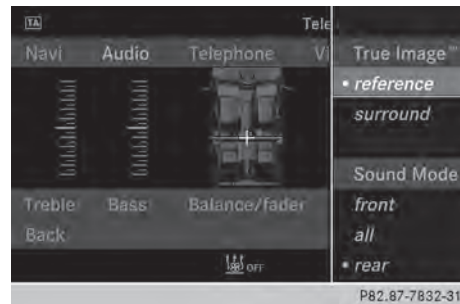 TA
Tele
Navi Audio Telephone Vi
True Image™
• reference
surround
Sound Mode
front
all
• rear
Treble Bass Balance/fader
Back
OFF
P82.87-7832-31